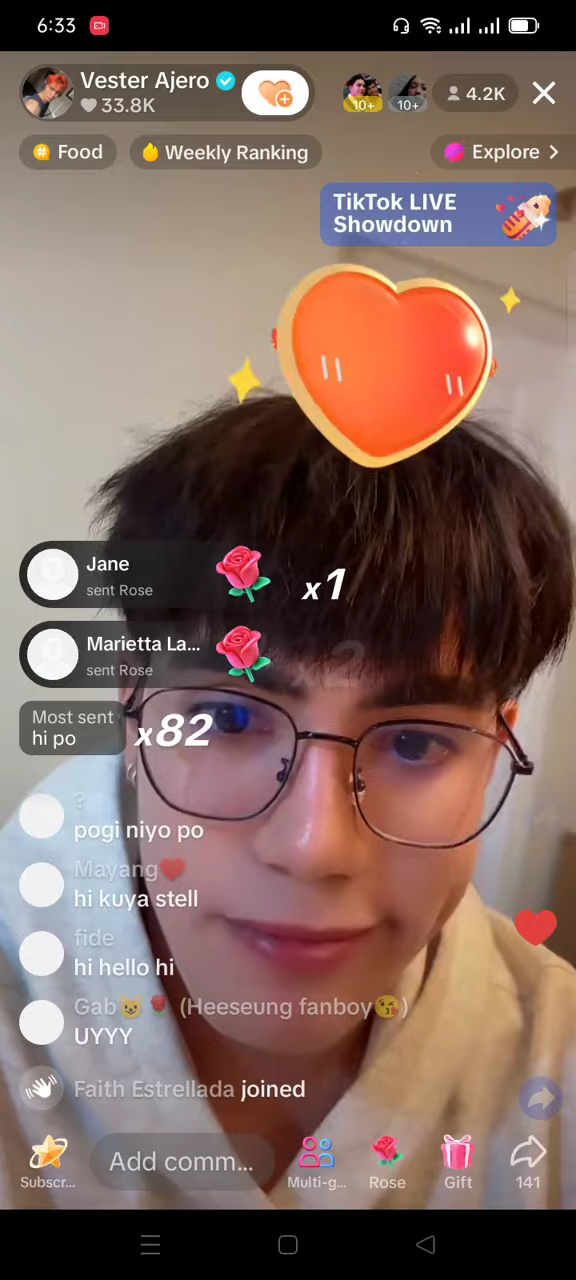 6:33
Vester Ajero
33.8K
10+
10+
4.2K
Food
Weekly Ranking
Explore
TikTok LIVE
Showdown
Jane
sent Rose
x1
Marietta La...
sent Rose
x2
Most sent
hi po
x82
?
pogi niyo po
Mayang❤️
hi kuya stell
fide
hi hello hi
Gab😺🌹 (Heeseung fanboy😘)
UYYY
Faith Estrellada joined
Subscr...
Add comm...
Multi-g...
Rose
Gift
141